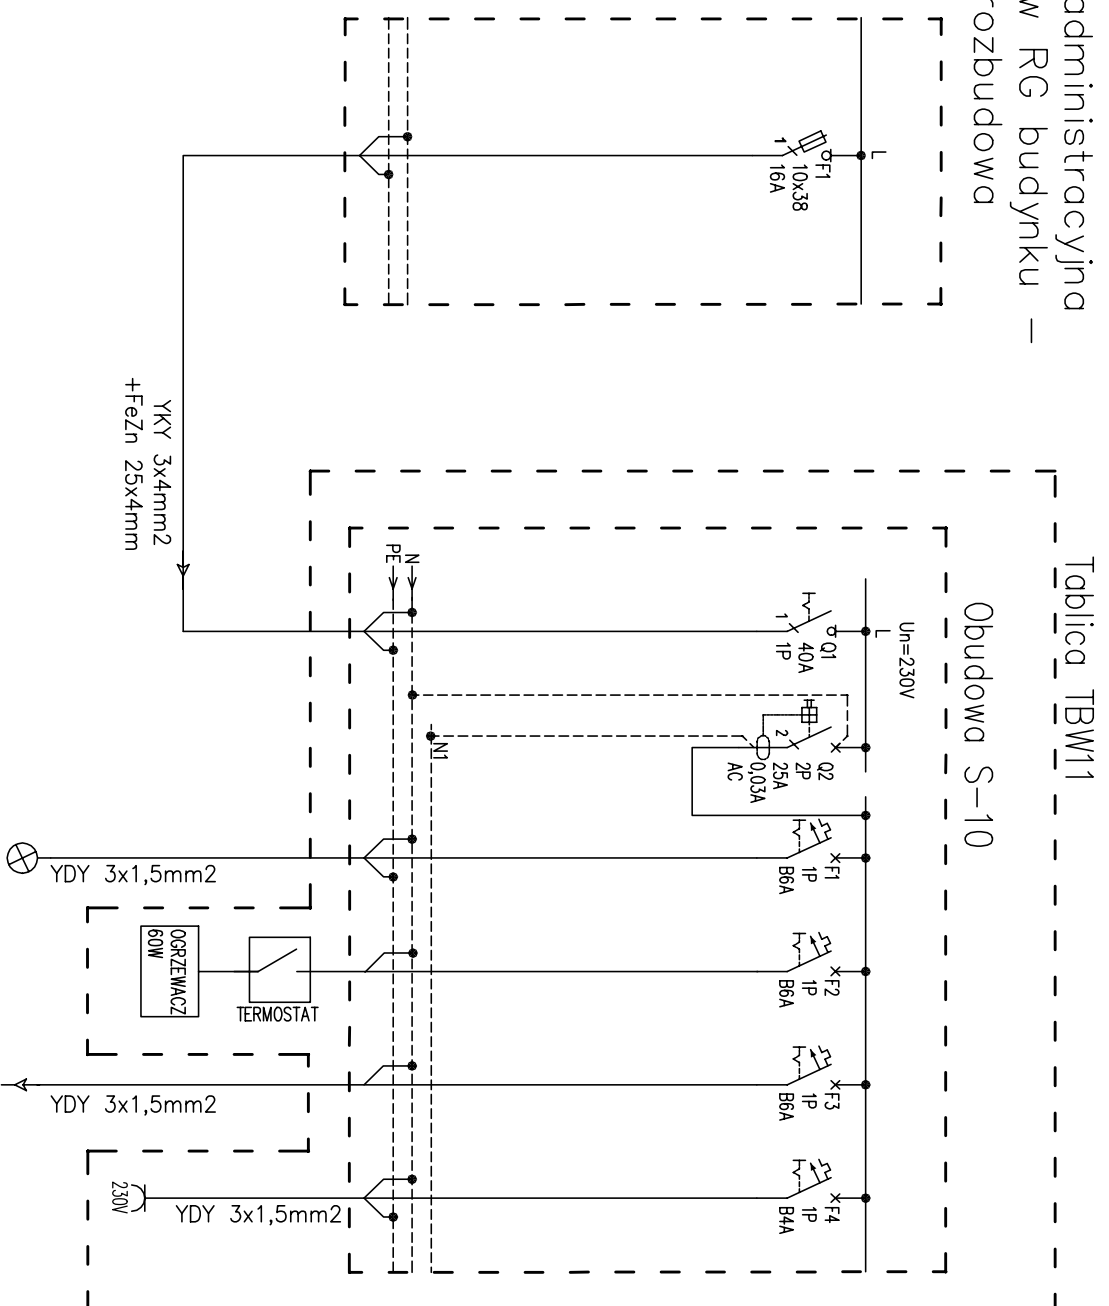 administracyjna
w RG budynku –
rozbudowa
L
F1
10x38
16A
1
YKY 3x4mm2
+FeZn 25x4mm
Tablica TBW11
Obudowa S-10
Un=230V
L
N
PE
Q1
40A
1P
1
Q2
2P
25A
0,03A
AC
2
N1
F1
1P
B6A
YDY 3x1,5mm2
F2
1P
B6A
TERMOSTAT
OGRZEWACZ
60W
F3
1P
B6A
YDY 3x1,5mm2
F4
1P
B4A
YDY 3x1,5mm2
230V